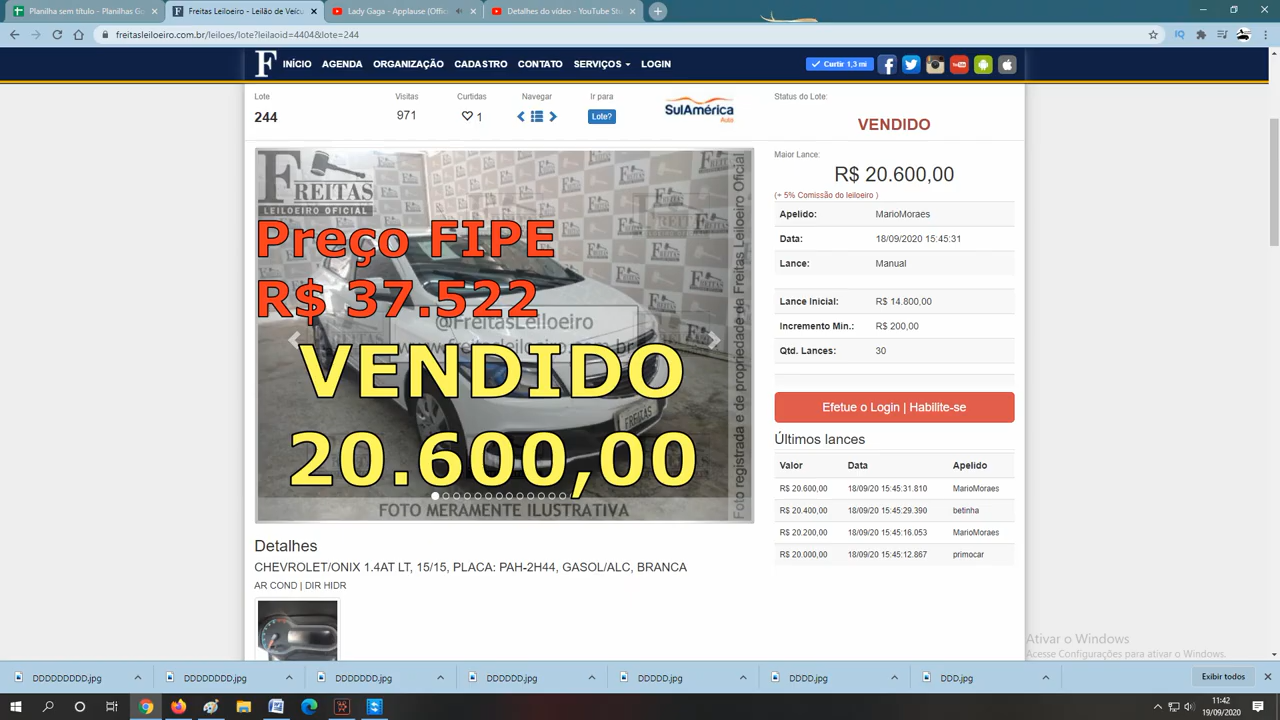 Planilha sem título - Planilhas Go
Freitas Leiloeiro - Leilão de Veícu
Lady Gaga - Applause (Offic
Detalhes do vídeo - YouTube Stu
freitasleiloeiro.com.br/leiloes/lote?leilaoid=4404&lote=244
F INÍCIO AGENDA ORGANIZAÇÃO CADASTRO CONTATO SERVIÇOS LOGIN
Curtir 1,3 mi
Lote Visitas Curtidas Navegar Ir para
244 971 1 Lote?
SulAmérica
Auto
Status do Lote:
VENDIDO
Maior Lance:
R$ 20.600,00
(+ 5% Comissão do leiloeiro )
Apelido: MarioMoraes
Data: 18/09/2020 15:45:31
Lance: Manual
Lance Inicial: R$ 14.800,00
Increment Min.: R$ 200,00
Qtd. Lances: 30
Efetue o Login | Habilite-se
Últimos lances
Valor Data Apelido
R$ 20.600,00 18/09/20 15:45:31.810 MarioMoraes
R$ 20.400,00 18/09/20 15:45:29.390 betinha
R$ 20.200,00 18/09/20 15:45:16.053 MarioMoraes
R$ 20.000,00 18/09/20 15:45:12.867 primocar
FREITAS
LEILOEIRO OFICIAL
Preço FIPE
R$ 37.522
@FreitasLeiloeiro
www.freitasleiloeiro.com.br
VENDIDO
20.600,00
FOTO MERAMENTE ILUSTRATIVA
Foto registrada e de propriedade da Freitas Leiloeiro Oficial
Detalhes
CHEVROLET/ONIX 1.4AT LT, 15/15, PLACA: PAH-2H44, GASOL/ALC, BRANCA
AR COND | DIR HIDR
Ativar o Windows
Acesse Configurações para ativar o Windows.
DDDDDDDDD.jpg
DDDDDDDD.jpg
DDDDDDD.jpg
DDDDDD.jpg
DDDDD.jpg
DDDD.jpg
DDD.jpg
Exibir todos
11:42
19/09/2020